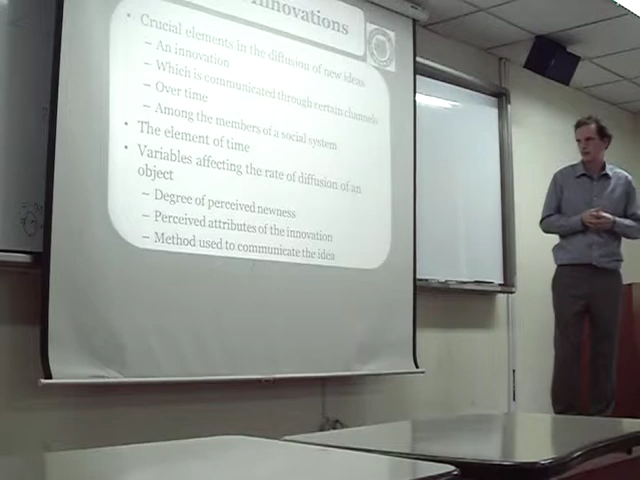 Innovations
• Crucial elements in the diffusion of new ideas
– An innovation
– Which is communicated through certain channels
– Over time
– Among the members of a social system
• The element of time
• Variables affecting the rate of diffusion of an
object
– Degree of perceived newness
– Perceived attributes of the innovation
– Method used to communicate the idea